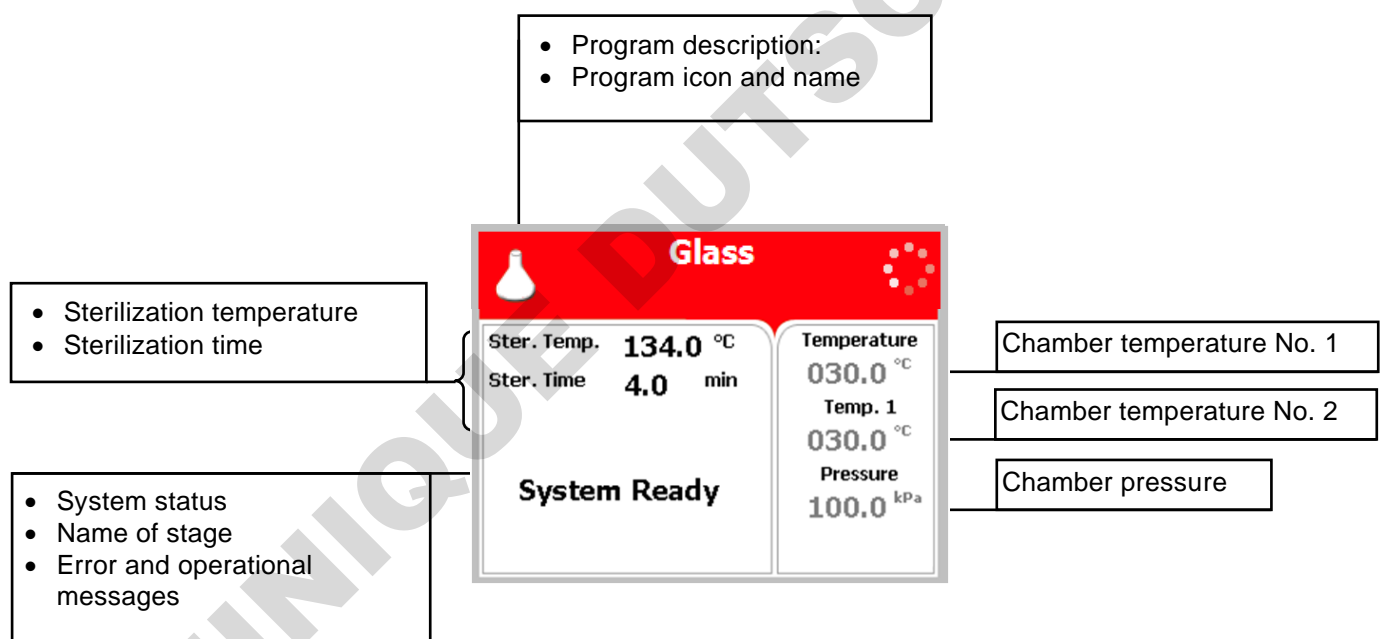 • Program description:
• Program icon and name
Glass
• Sterilization temperature
• Sterilization time
Ster. Temp. 134.0 °C
Ster. Time 4.0 min
System Ready
Temperature
030.0 °C
Temp. 1
030.0 °C
Pressure
100.0 kPa
Chamber temperature No. 1
Chamber temperature No. 2
Chamber pressure
• System status
• Name of stage
• Error and operational
messages
UNIQUE DUTSC